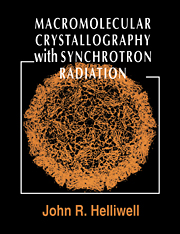 MACROMOLECULAR
CRYSTALLOGRAPHY
with SYNCHROTRON
RADIATION
John R. Helliwell